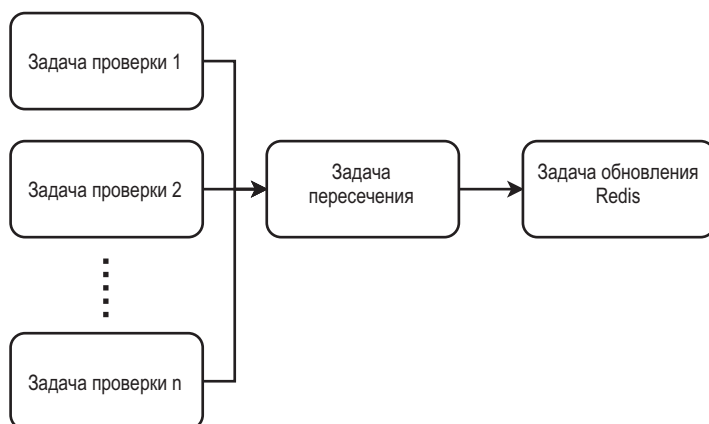 Задача проверки 1
Задача проверки 2
Задача проверки n
Задача
пересечения
Задача обновления
Redis